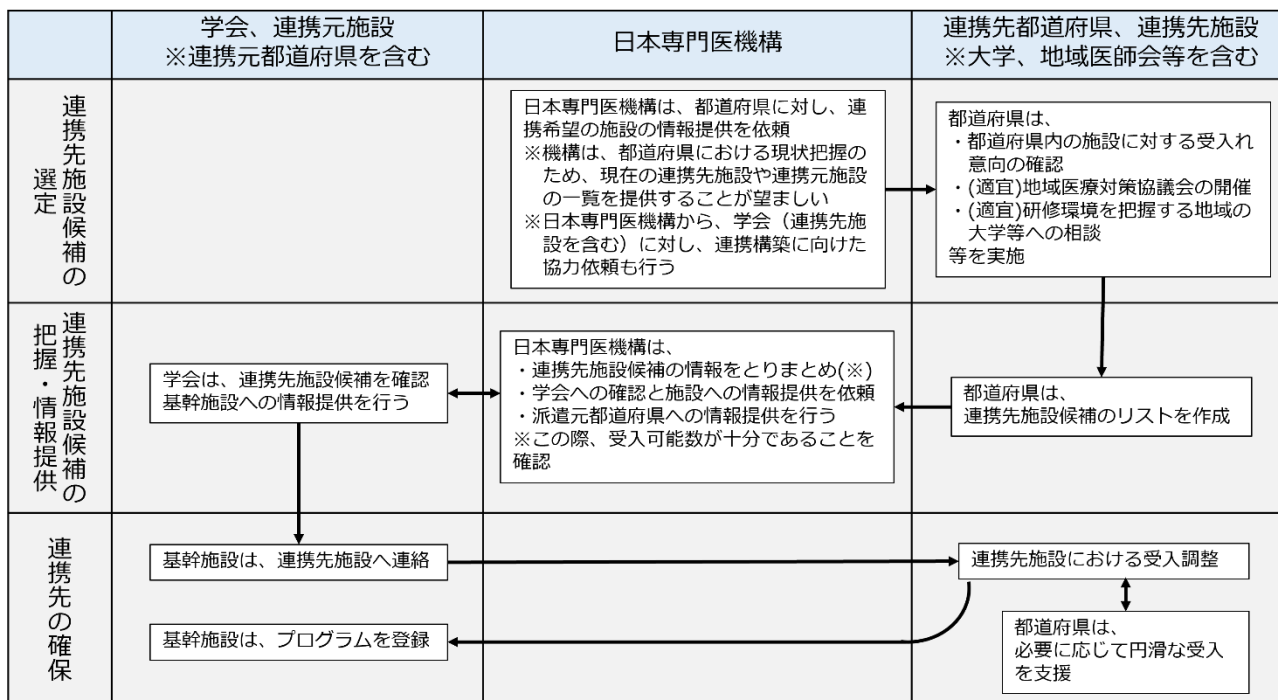 学会、連携元施設
※連携元都道府県を含む
日本専門医機構
連携先都道府県、連携先施設
※大学、地域医師会等を含む
連携先施設候補の
選定
日本専門医機構は、都道府県に対し、連
携希望の施設の情報提供を依頼
※機構は、都道府県における現状把握の
ため、現在の連携先施設や連携元施設
の一覧を提供することが望ましい
※日本専門医機構から、学会（連携先施
設を含む）に対し、連携構築に向けた
協力依頼も行う
都道府県は、
・都道府県内の施設に対する受入れ
意向の確認
・(適宜)地域医療対策協議会の開催
・(適宜)研修環境を把握する地域の
大学等への相談
等を実施
連携先施設候補の
把握・情報提供
学会は、連携先施設候補を確認
基幹施設への情報提供を行う
日本専門医機構は、
・連携先施設候補の情報をとりまとめ(※)
・学会への確認と施設への情報提供を依頼
・派遣元都道府県への情報提供を行う
※この際、受入可能数が十分であることを
確認
都道府県は、
連携先施設候補のリストを作成
連携先の確保
基幹施設は、連携先施設へ連絡
連携先施設における受入調整
基幹施設は、プログラムを登録
都道府県は、
必要に応じて円滑な受入
を支援